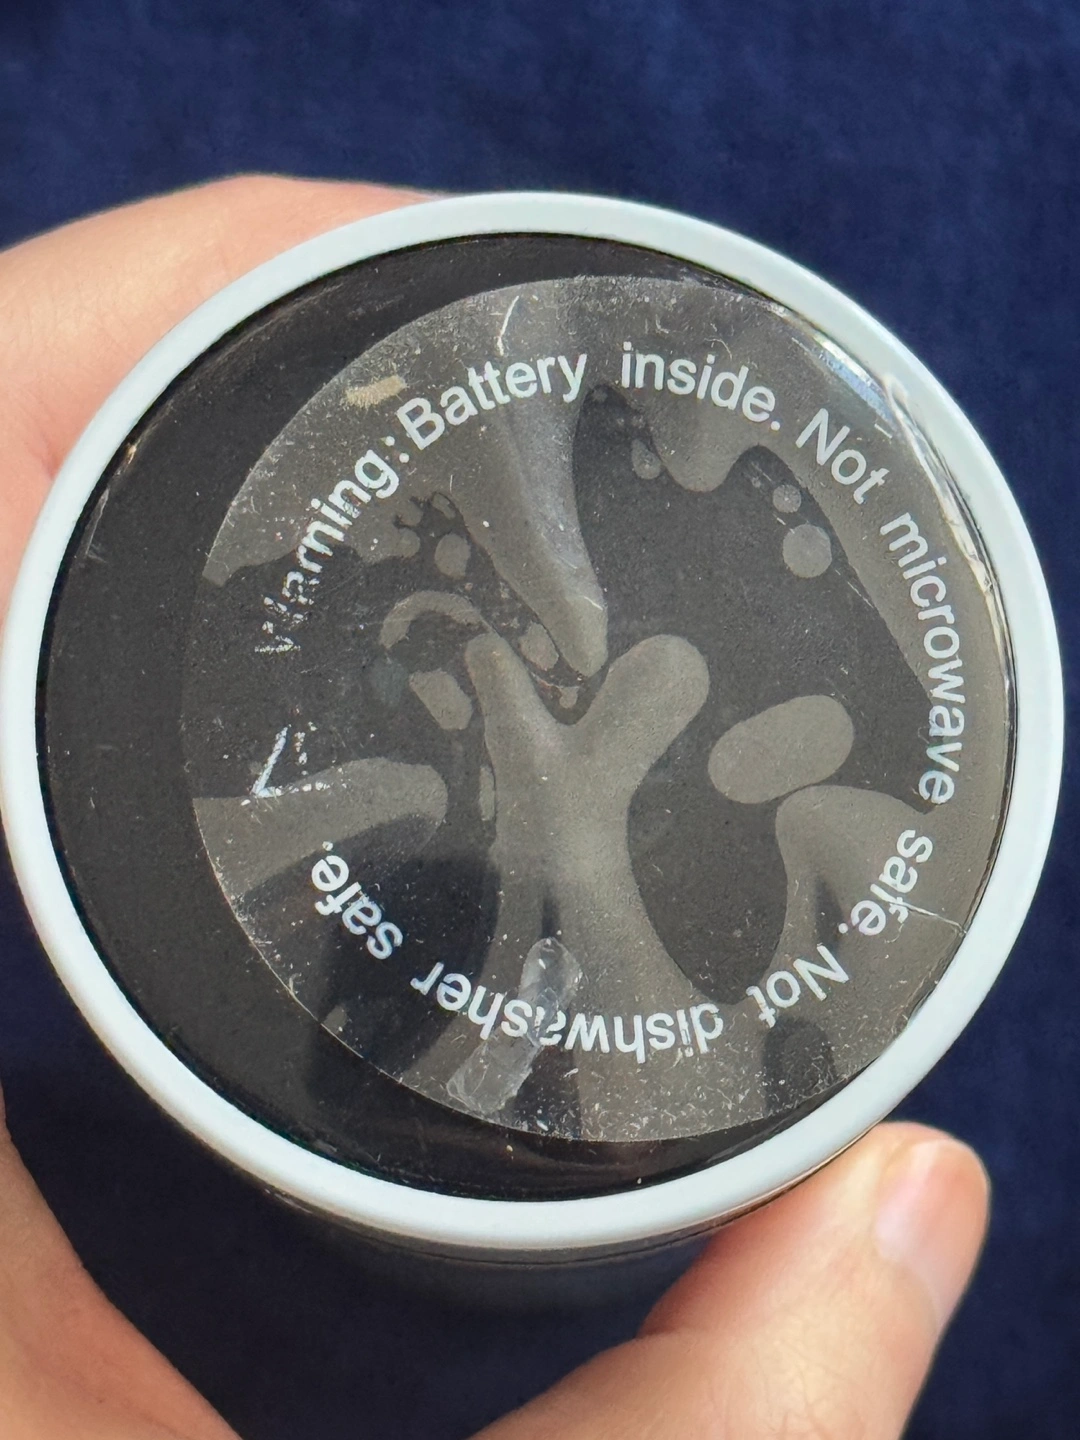 Warning: Battery inside. Not microwave safe. Not dishwasher safe.